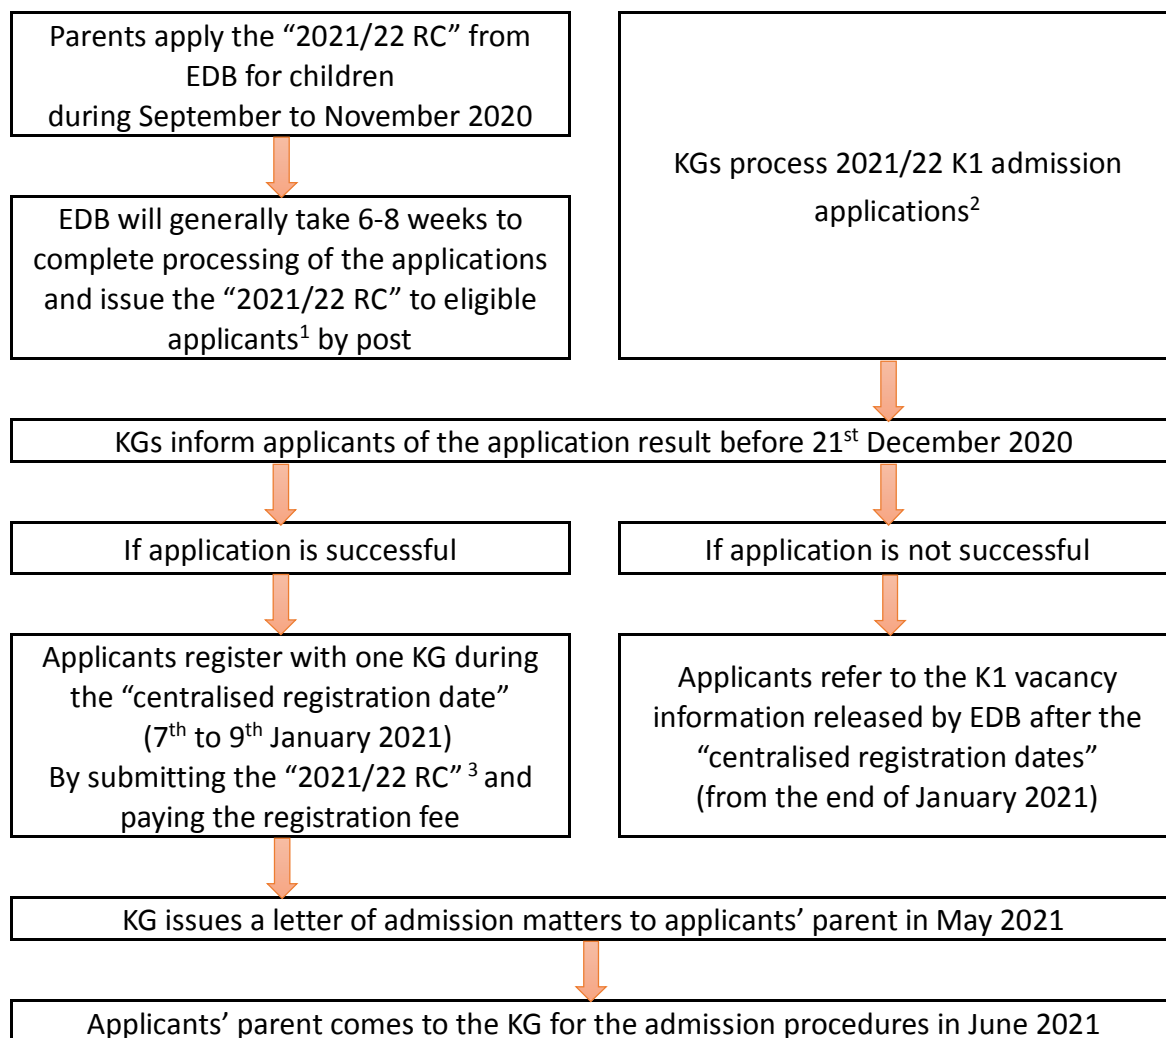 Parents apply the “2021/22 RC” from
EDB for children
during September to November 2020
EDB will generally take 6-8 weeks to
complete processing of the applications
and issue the “2021/22 RC” to eligible
applicants1 by post
KGs process 2021/22 K1 admission
applications2
KGs inform applicants of the application result before 21st December 2020
If application is successful
If application is not successful
Applicants register with one KG during
the “centralised registration date”
(7th to 9th January 2021)
By submitting the “2021/22 RC” 3 and
paying the registration fee
Applicants refer to the K1 vacancy
information released by EDB after the
“centralised registration dates”
(from the end of January 2021)
KG issues a letter of admission matters to applicants’ parent in May 2021
Applicants’ parent comes to the KG for the admission procedures in June 2021